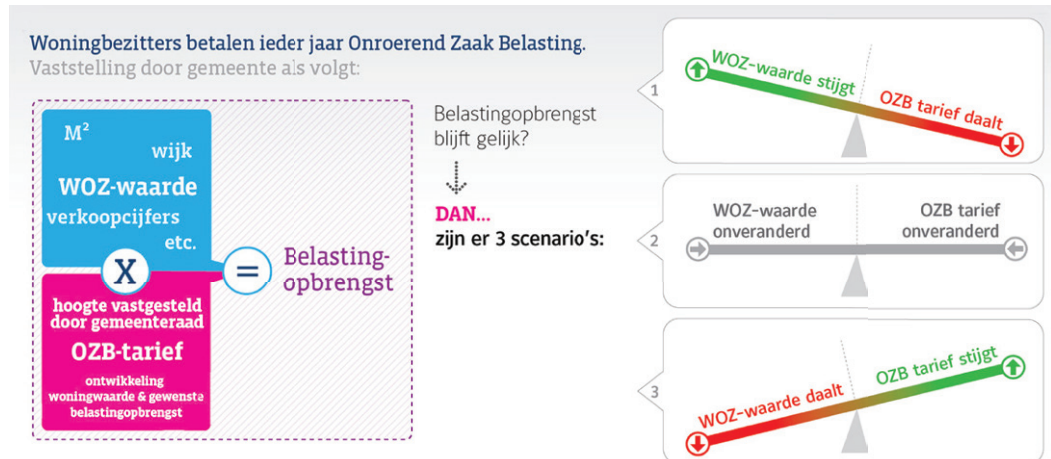 Woningbezitters betalen ieder jaar Onroerend Zaak Belasting.
Vaststelling door gemeente als volgt:
M²
wijk
WOZ-waarde
verkoopcijfers
etc.
X
hoogte vastgesteld
door gemeenteraad
OZB-tarief
ontwikkeling
woningwaarde & gewenste
belastingopbrengst
=
Belasting-
opbrengst
Belastingopbrengst
blijft gelijk?
DAN...
zijn er 3 scenario's:
1
WOZ-waarde stijgt
OZB tarief daalt
2
WOZ-waarde
onveranderd
OZB tarief
onveranderd
3
WOZ-waarde daalt
OZB tarief stijgt